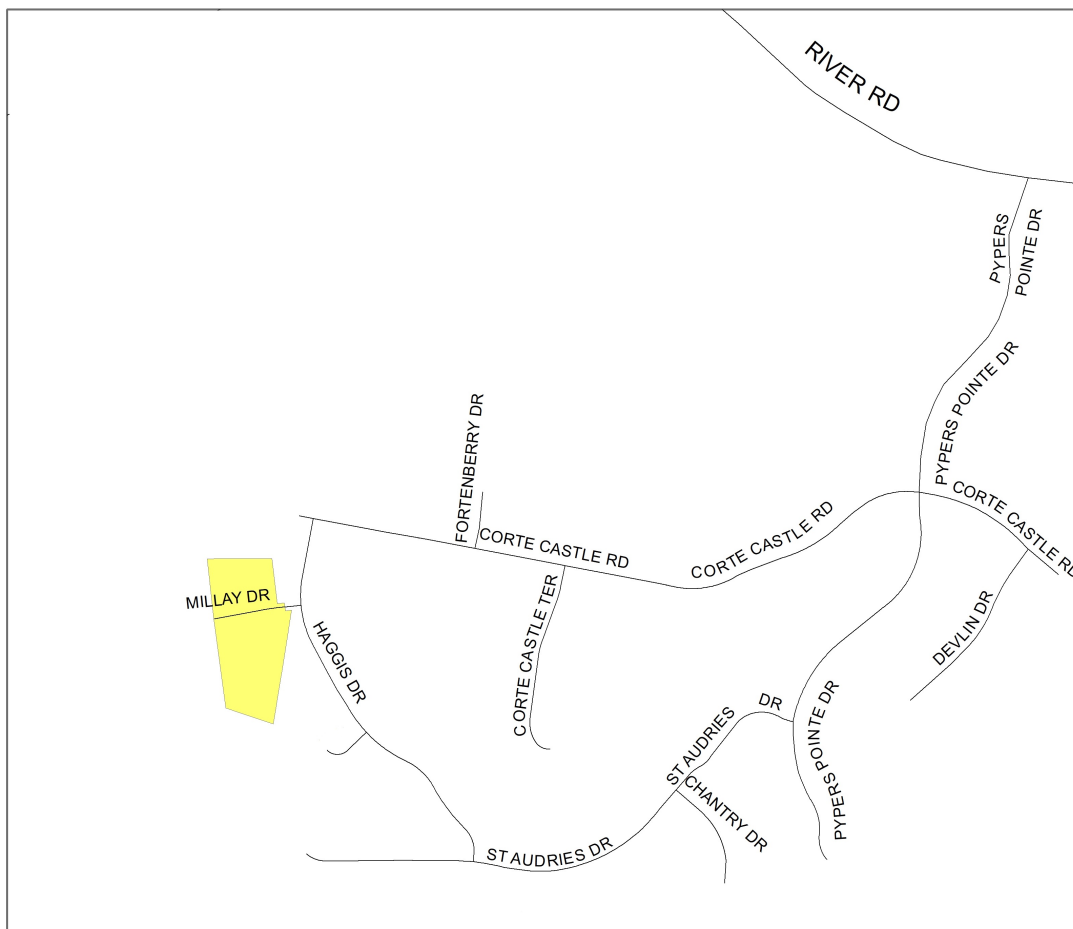 RIVER RD
PYPERS
POINTE DR
PYPERS POINTE DR
FORTENBERRY DR
CORTE CASTLE RD
CORTE CASTLE RD
CORTE CASTLE RD
MILLAY DR
HAGGIS DR
CORTE CASTLE TER
DEVLIN DR
ST AUDRIES
DR
PYPERS POINTE DR
CHANTRY DR
ST AUDRIES DR